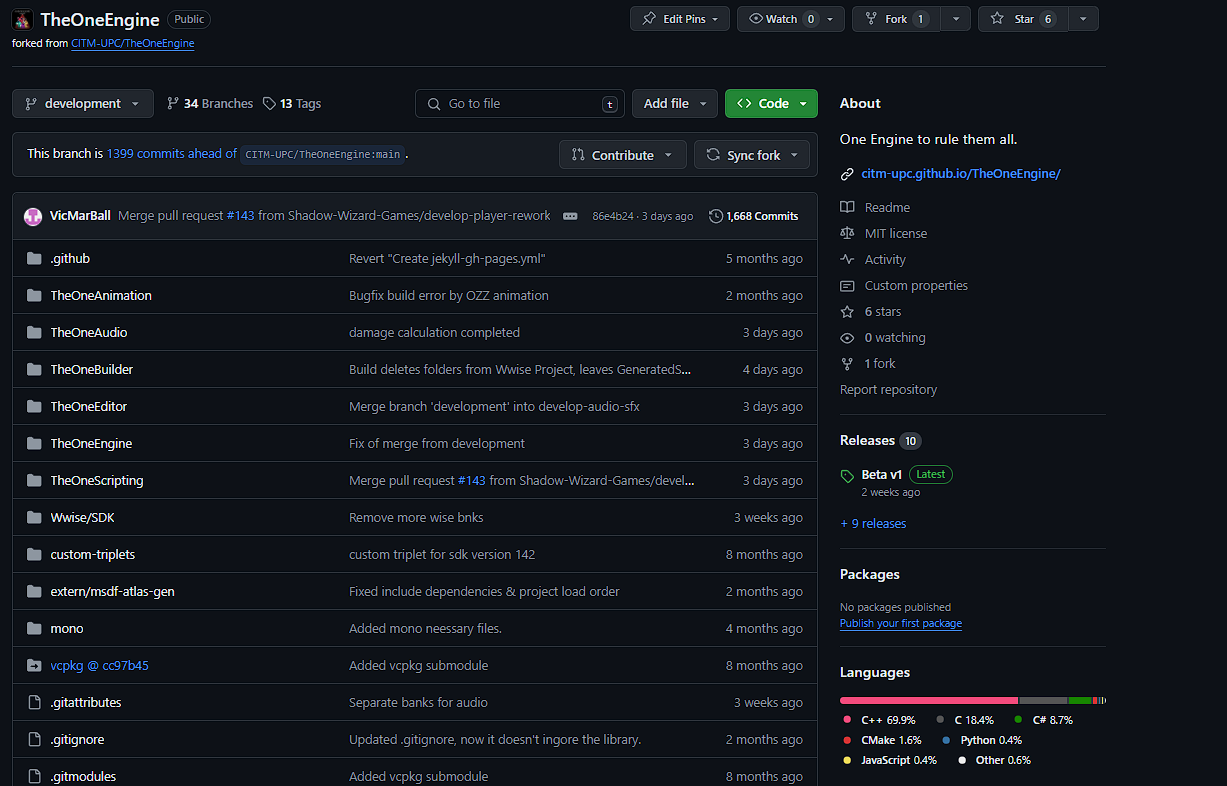 TheOneEngine Public Edit Pins Watch 0 Fork 1 Star 6
forked from CITM-UPC/TheOneEngine
development 34 Branches 13 Tags Go to file t Add file Code
This branch is 1399 commits ahead of CITM-UPC/TheOneEngine:main . Contribute Sync fork
VicMarBall Merge pull request #143 from Shadow-Wizard-Games/develop-player-rework 86e4b24 · 3 days ago 1,668 Commits
.github Revert "Create jekyll-gh-pages.yml" 5 months ago
TheOneAnimation Bugfix build error by OZZ animation 2 months ago
TheOneAudio damage calculation completed 3 days ago
TheOneBuilder Build deletes folders from Wwise Project, leaves GeneratedS... 4 days ago
TheOneEditor Merge branch 'development' into develop-audio-sfx 3 days ago
TheOneEngine Fix of merge from development 3 days ago
TheOneScripting Merge pull request #143 from Shadow-Wizard-Games/devel... 3 days ago
Wwise/SDK Remove more wise bnks 3 weeks ago
custom-triplets custom triplet for sdk version 142 8 months ago
extern/msdf-atlas-gen Fixed include dependencies & project load order 2 months ago
mono Added mono neessary files. 4 months ago
vcpkg @ cc97b45 Added vcpkg submodule 8 months ago
.gitattributes Separate banks for audio 3 weeks ago
.gitignore Updated .gitignore, now it doesn't ingore the library. 2 months ago
.gitmodules Added vcpkg submodule 8 months ago
About
One Engine to rule them all.
citm-upc.github.io/TheOneEngine/
Readme
MIT license
Activity
Custom properties
6 stars
0 watching
1 fork
Report repository
Releases 10
Beta v1 Latest
2 weeks ago
+ 9 releases
Packages
No packages published
Publish your first package
Languages
C++ 69.9% C 18.4% C# 8.7%
CMake 1.6% Python 0.4%
JavaScript 0.4% Other 0.6%